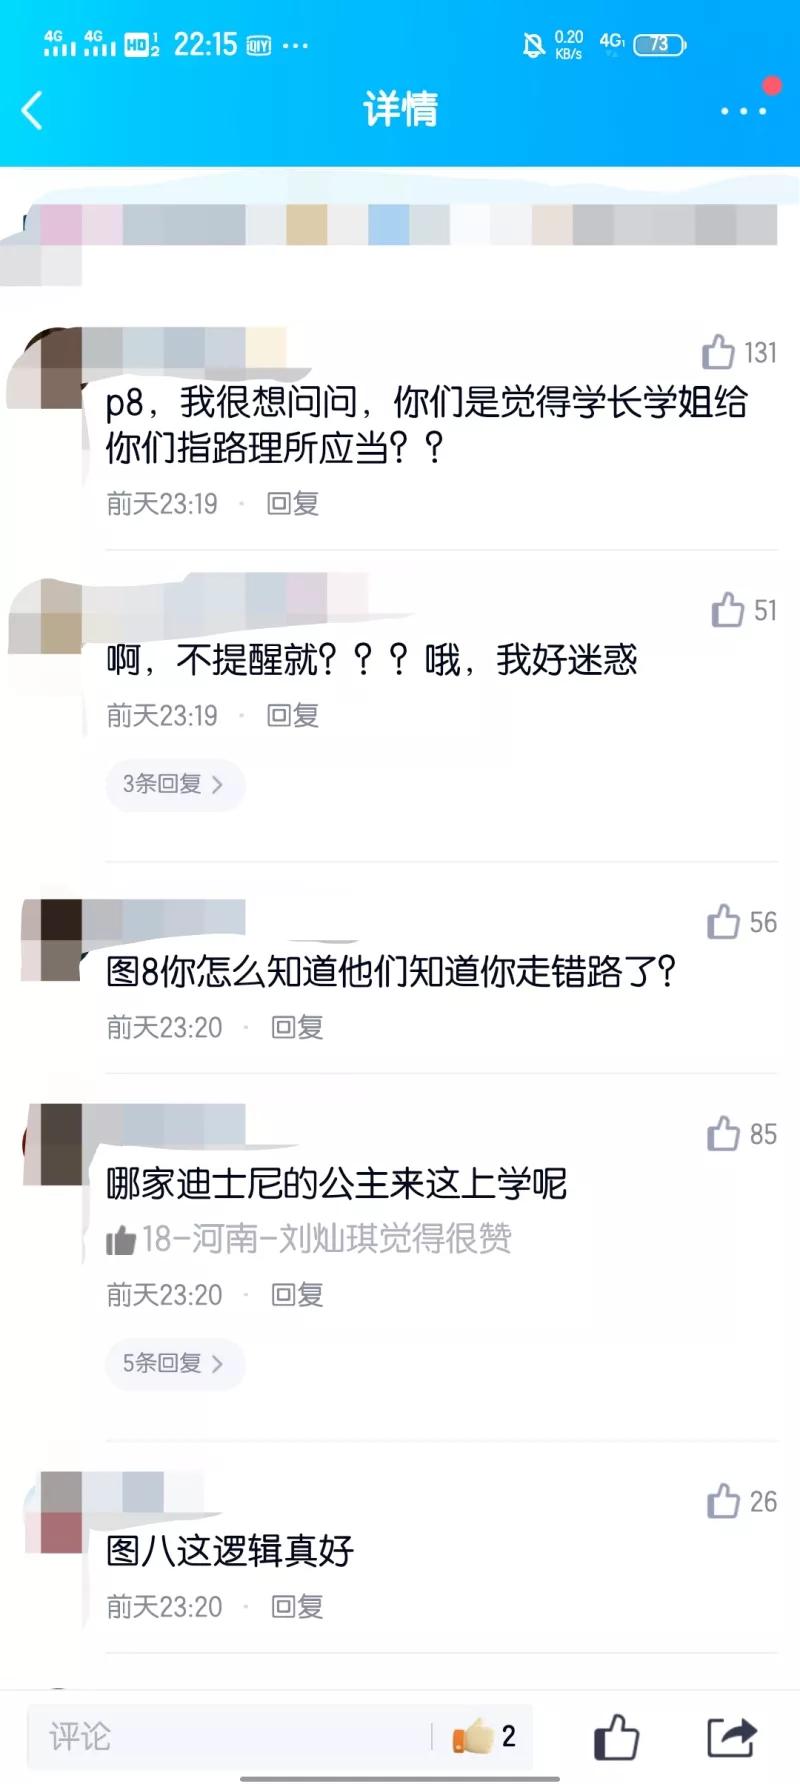 4G 4G HD 1 2 22:15 iQIY ··· 0.20 KB/s 4G 73
详情
131
p8，我很想问问，你们是觉得学长学姐给
你们指路理所应当？？
前天23:19 · 回复
51
啊，不提醒就？？？哦，我好迷惑
前天23:19 · 回复
3条回复 >
56
图8你怎么知道他们知道你走错路了？
前天23:20 · 回复
85
哪家迪士尼的公主来这上学呢
18-河南-刘灿琪觉得很赞
前天23:20 · 回复
5条回复 >
26
图八这逻辑真好
前天23:20 · 回复
评论 2